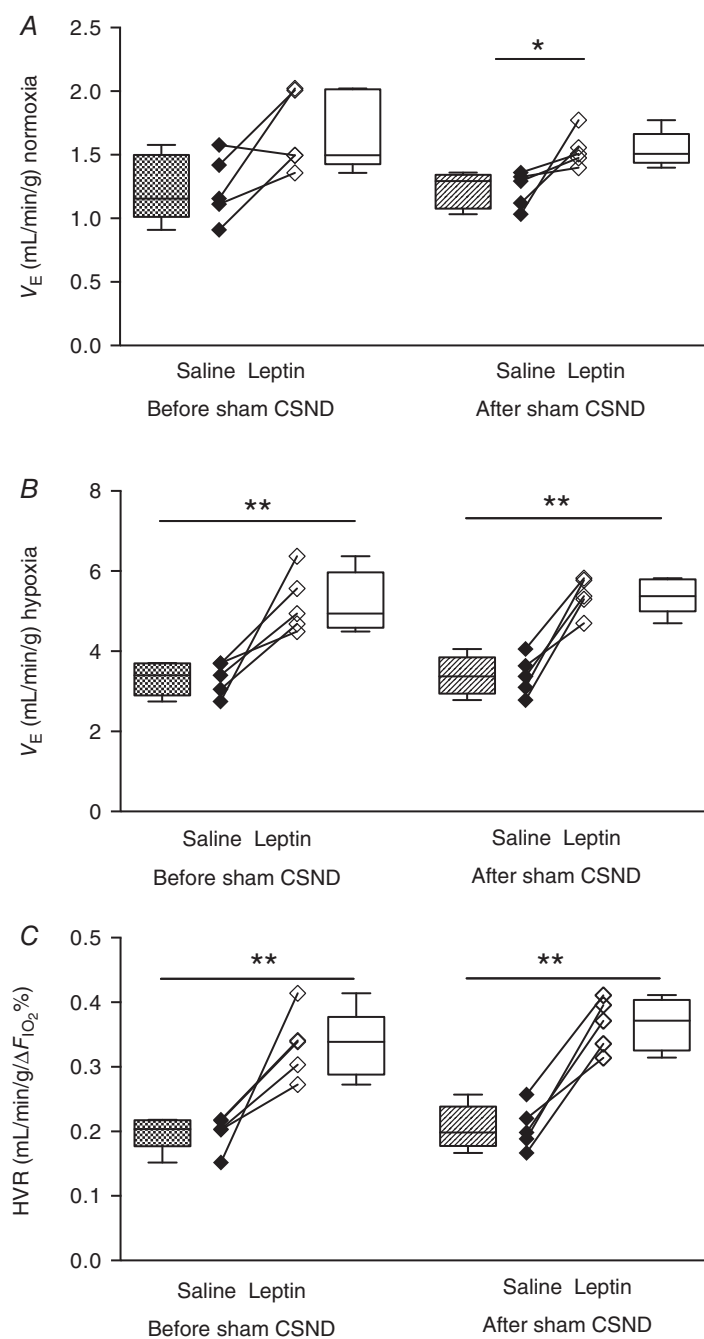 A
2.5
2.0
1.5
1.0
0.5
0.0
VE (mL/min/g) normoxia
*
Saline Leptin
Saline Leptin
Before sham CSND
After sham CSND
B
8
6
4
2
0
VE (mL/min/g) hypoxia
**
**
Saline Leptin
Saline Leptin
Before sham CSND
After sham CSND
C
0.5
0.4
0.3
0.2
0.1
0.0
HVR (mL/min/g/ΔFIO2%)
**
**
Saline Leptin
Saline Leptin
Before sham CSND
After sham CSND